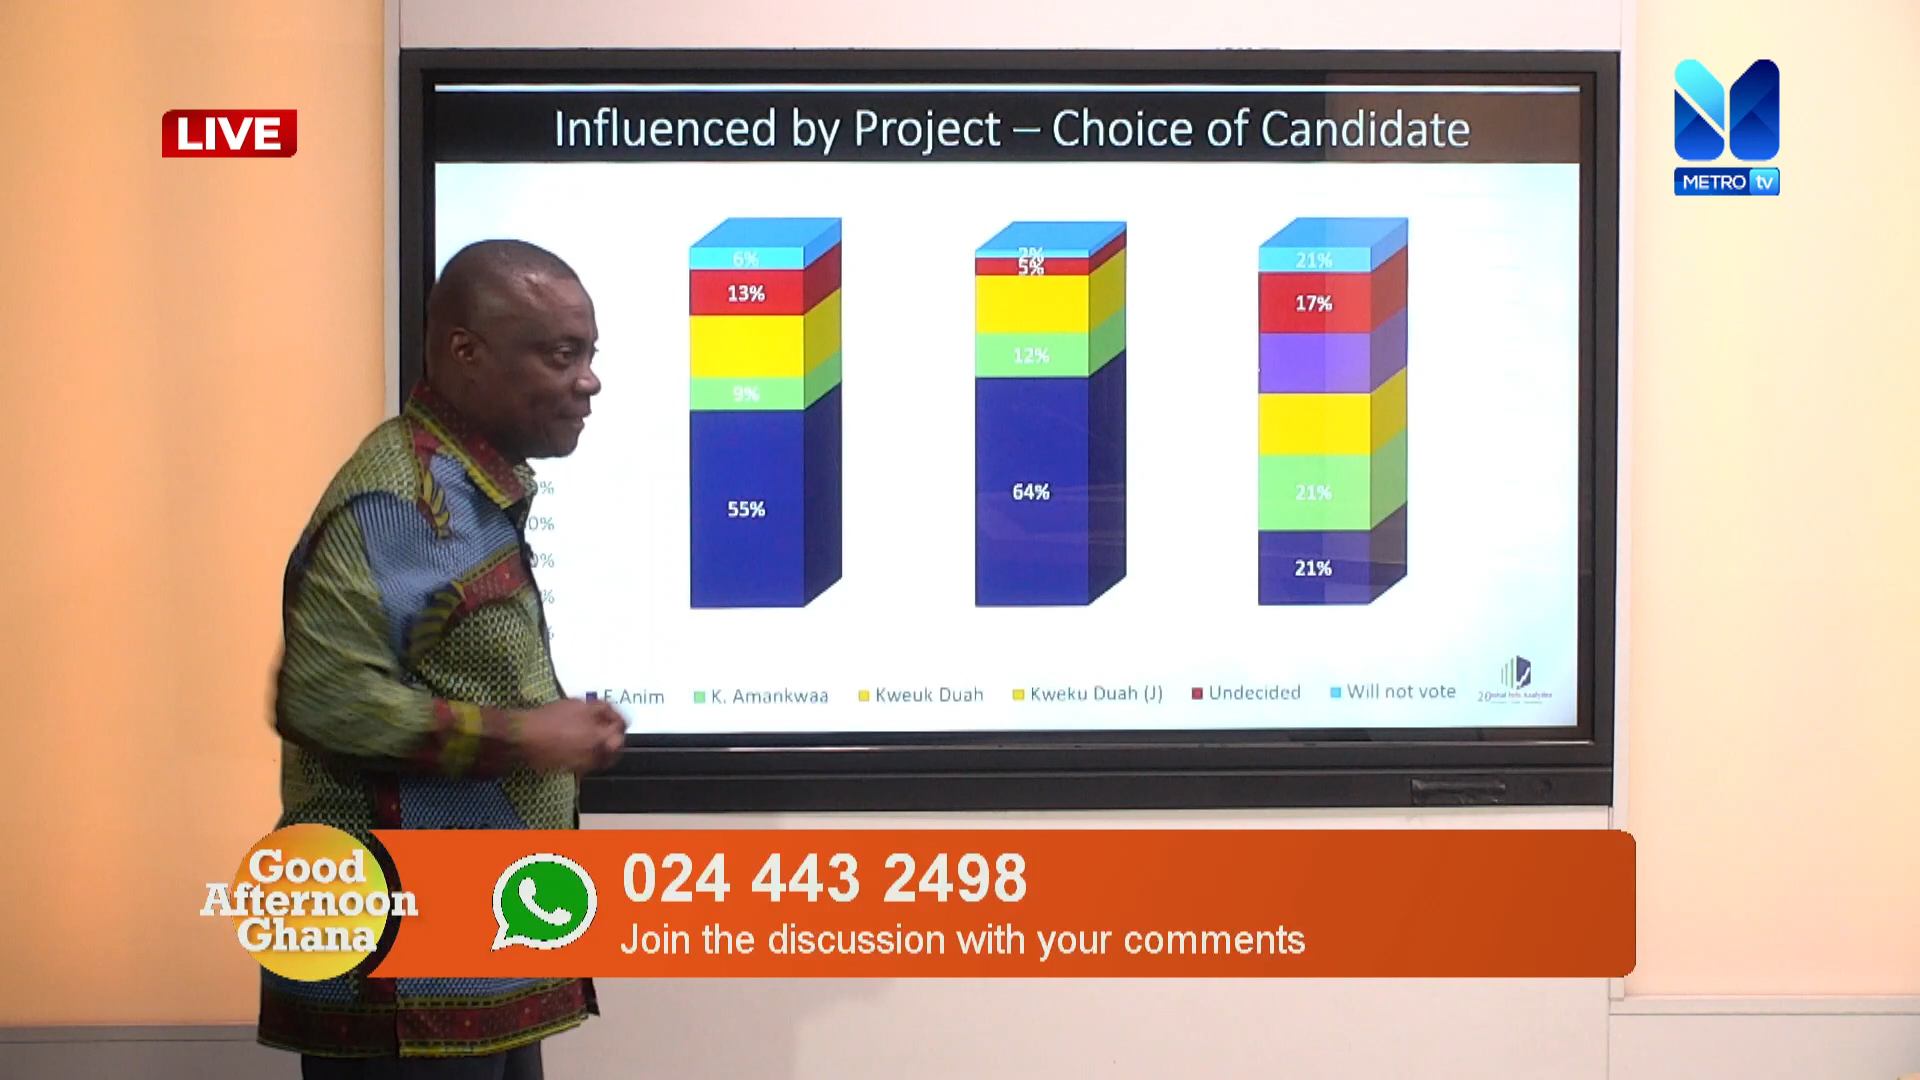 LIVE
METRO tv
Influenced by Project – Choice of Candidate
6%
13%
9%
55%
2%
5%
12%
64%
21%
17%
21%
21%
E.Anim
K. Amankwaa
Kweuk Duah
Kweku Duah (J)
Undecided
Will not vote
Good
Afternoon
Ghana
024 443 2498
Join the discussion with your comments